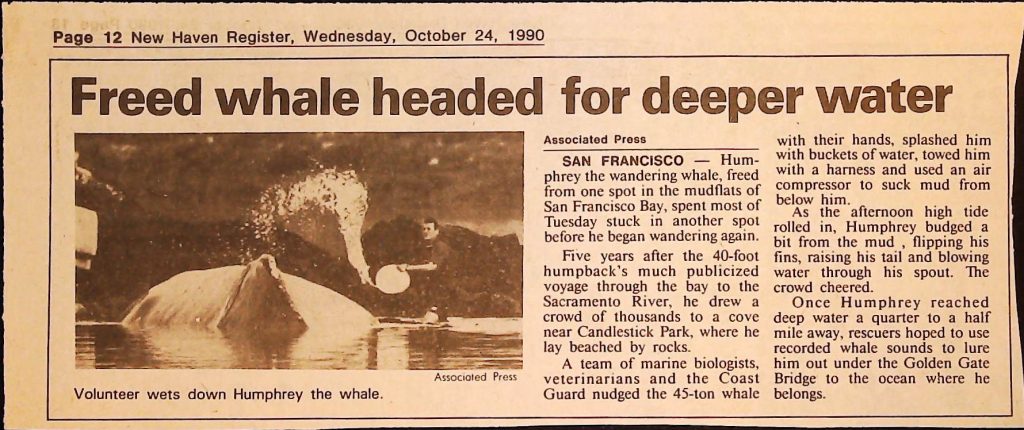 Page 12 New Haven Register, Wednesday, October 24, 1990
Freed whale headed for deeper water
Associated Press
Volunteer wets down Humphrey the whale.
Associated Press
SAN FRANCISCO — Hum-
phrey the wandering whale, freed
from one spot in the mudflats of
San Francisco Bay, spent most of
Tuesday stuck in another spot
before he began wandering again.
Five years after the 40-foot
humpback's much publicized
voyage through the bay to the
Sacramento River, he drew a
crowd of thousands to a cove
near Candlestick Park, where he
lay beached by rocks.
A team of marine biologists,
veterinarians and the Coast
Guard nudged the 45-ton whale
with their hands, splashed him
with buckets of water, towed him
with a harness and used an air
compressor to suck mud from
below him.
As the afternoon high tide
rolled in, Humphrey budged a
bit from the mud , flipping his
fins, raising his tail and blowing
water through his spout. The
crowd cheered.
Once Humphrey reached
deep water a quarter to a half
mile away, rescuers hoped to use
recorded whale sounds to lure
him out under the Golden Gate
Bridge to the ocean where he
belongs.